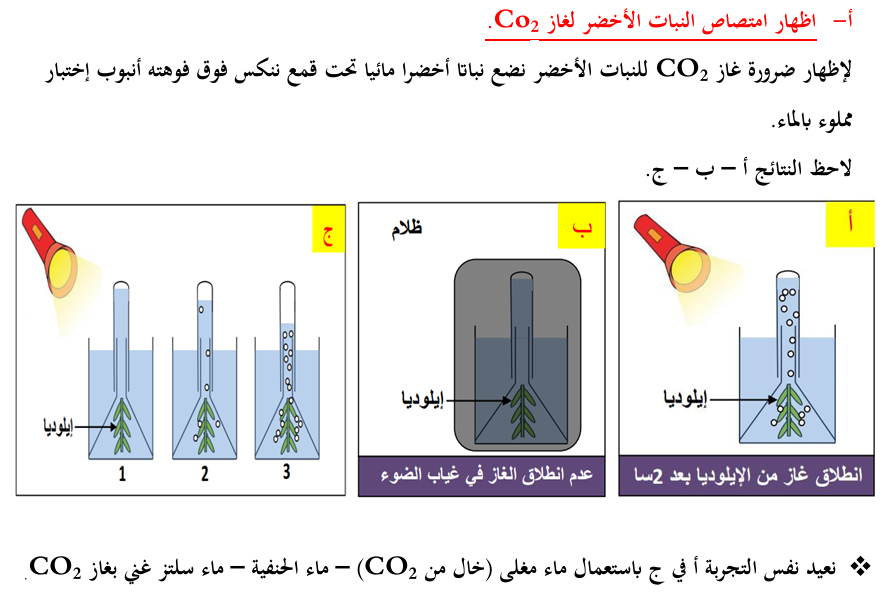 أ- اظهار امتصاص النبات الأخضر لغاز Co2.
لإظهار ضرورة غاز CO2 للنبات الأخضر نضع نباتا أخضرا مائيا تحت قمع ننكس فوق فوهته أنبوب إختبار
مملوء بالماء.
لاحظ النتائج أ – ب – ج.
أ
إيلوديا
انطلاق غاز من الإيلوديا بعد 2سا
ب
ظلام
إيلوديا
عدم انطلاق الغاز في غياب الضوء
ج
إيلوديا
1 2 3
❖ نعيد نفس التجربة أ في ج باستعمال ماء مغلى (خال من CO2) – ماء الحنفية – ماء سلتز غني بغاز CO2.